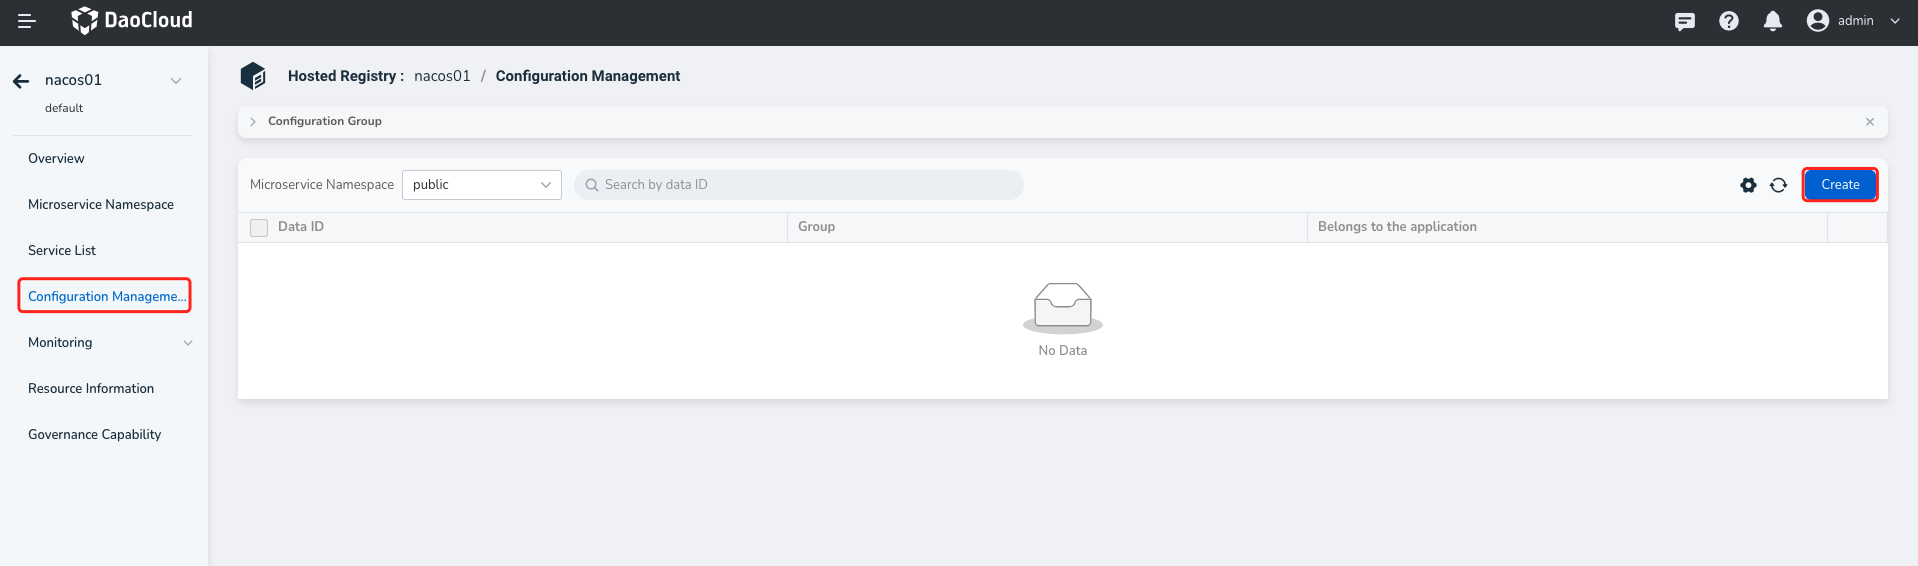 DaoCloud
admin
nacos01
default
Overview
Microservice Namespace
Service List
Configuration Manageme...
Monitoring
Resource Information
Governance Capability
Hosted Registry : nacos01 / Configuration Management
Configuration Group
Microservice Namespace public Search by data ID Create
Data ID Group Belongs to the application
No Data